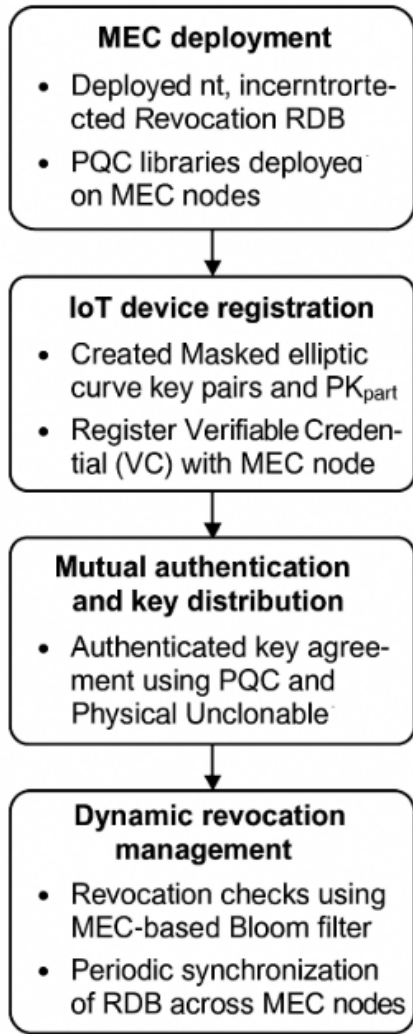 MEC deployment
• Deployed nt, incerntrorte-
cted Revocation RDB
• PQC libraries deployed
on MEC nodes
IoT device registration
• Created Masked elliptic
curve key pairs and PKpart
• Register Verifiable Creden-
tial (VC) with MEC node
Mutual authentication
and key distribution
• Authenticated key agree-
ment using PQC and
Physical Unclonable
Dynamic revocation
management
• Revocation checks using
MEC-based Bloom filter
• Periodic synchronization
of RDB across MEC nodes